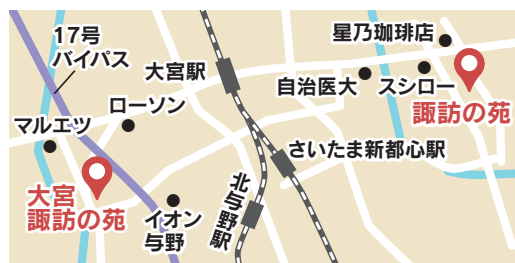 17号
バイパス
大宮駅
ローソン
マルエツ
大宮
諏訪の苑
イオン
与野
北与野駅
さいたま新都心駅
自治医大
星乃珈琲店
スシロー
諏訪の苑